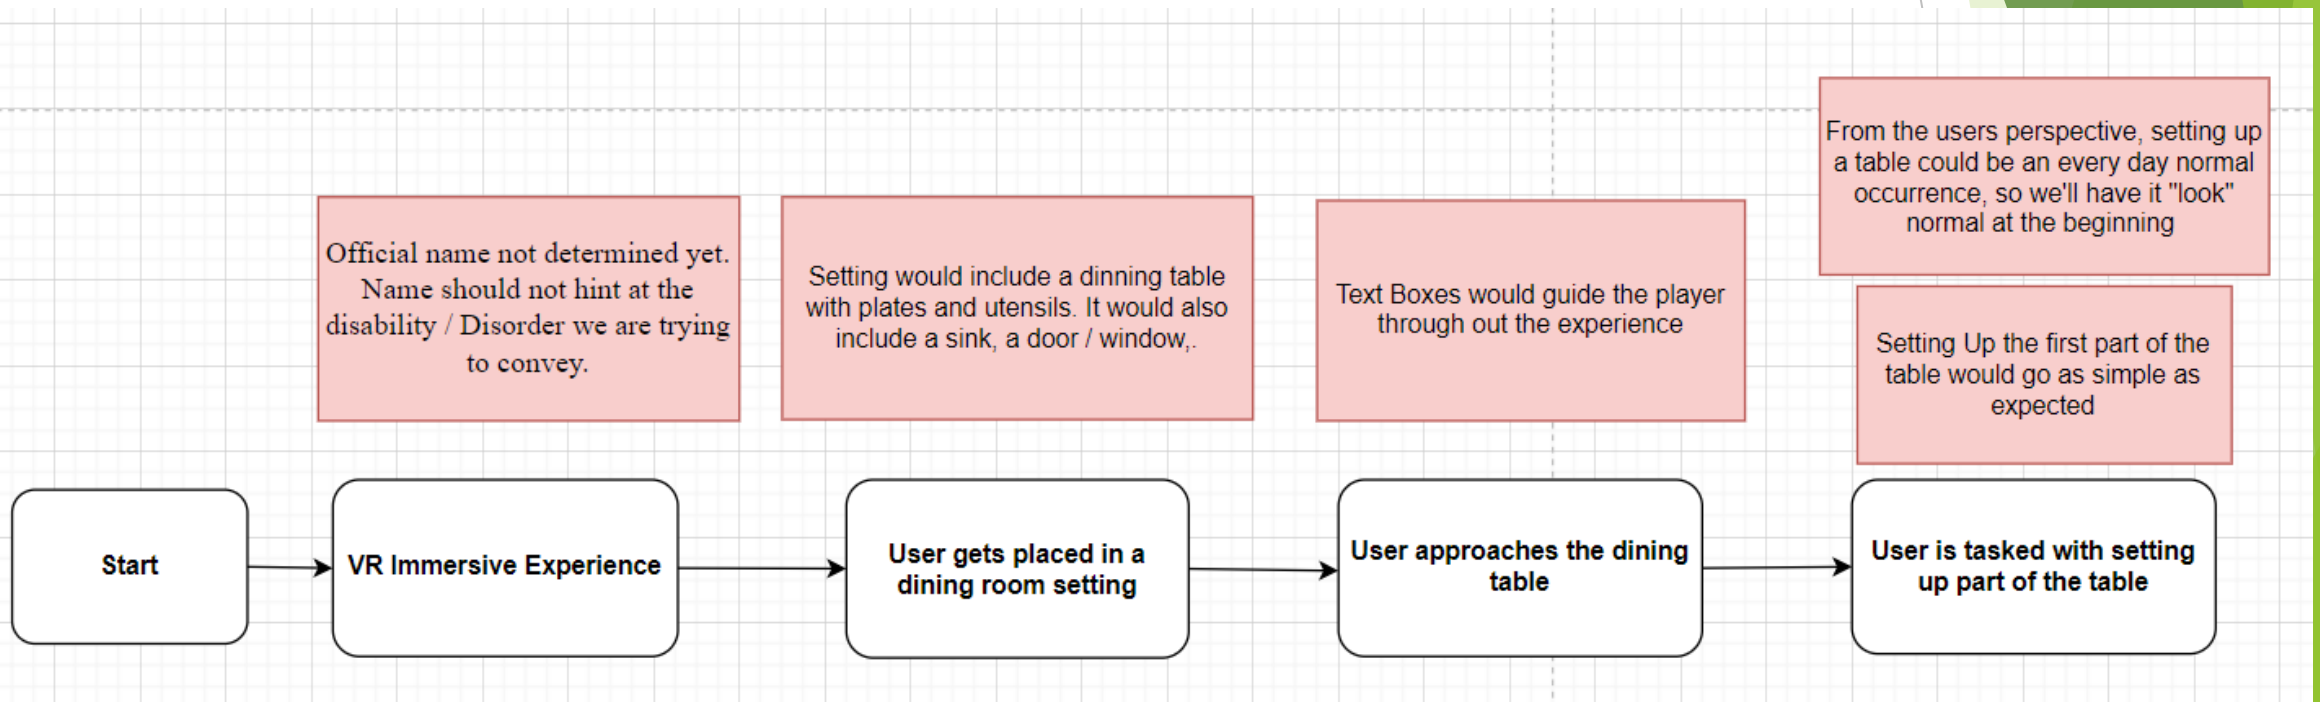 Official name not determined yet.
Name should not hint at the
disability / Disorder we are trying
to convey.
Setting would include a dinning table
with plates and utensils. It would also
include a sink, a door / window,.
Text Boxes would guide the player
through out the experience
From the users perspective, setting up
a table could be an every day normal
occurrence, so we'll have it "look"
normal at the beginning
Setting Up the first part of the
table would go as simple as
expected
Start
VR Immersive Experience
User gets placed in a
dining room setting
User approaches the dining
table
User is tasked with setting
up part of the table